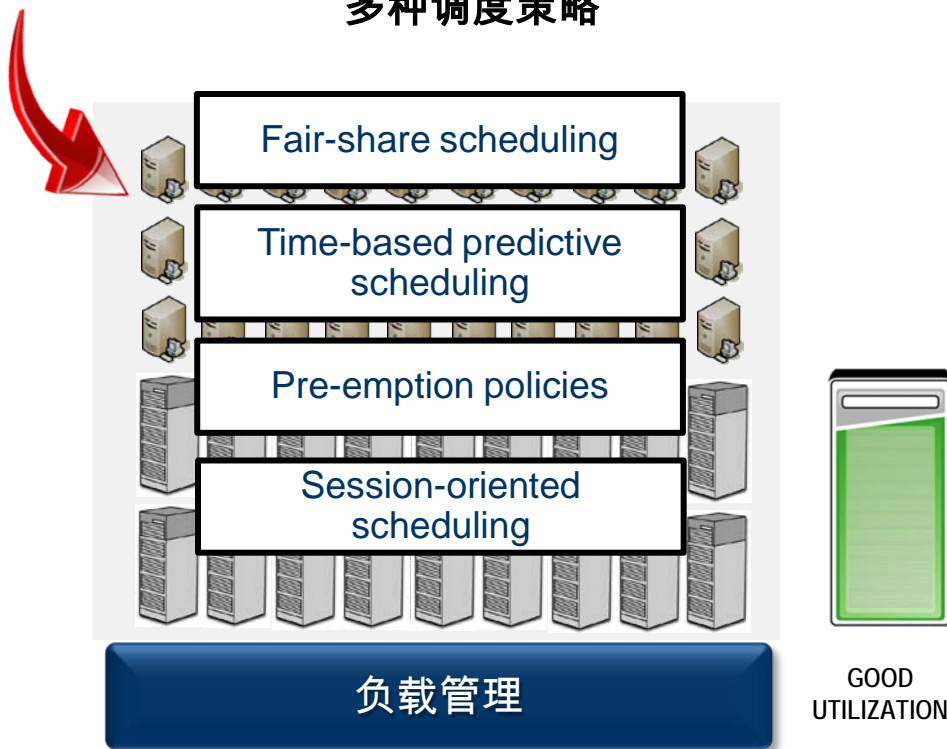 多种调度策略
Fair-share scheduling
Time-based predictive
scheduling
Pre-emption policies
Session-oriented
scheduling
负载管理
GOOD
UTILIZATION